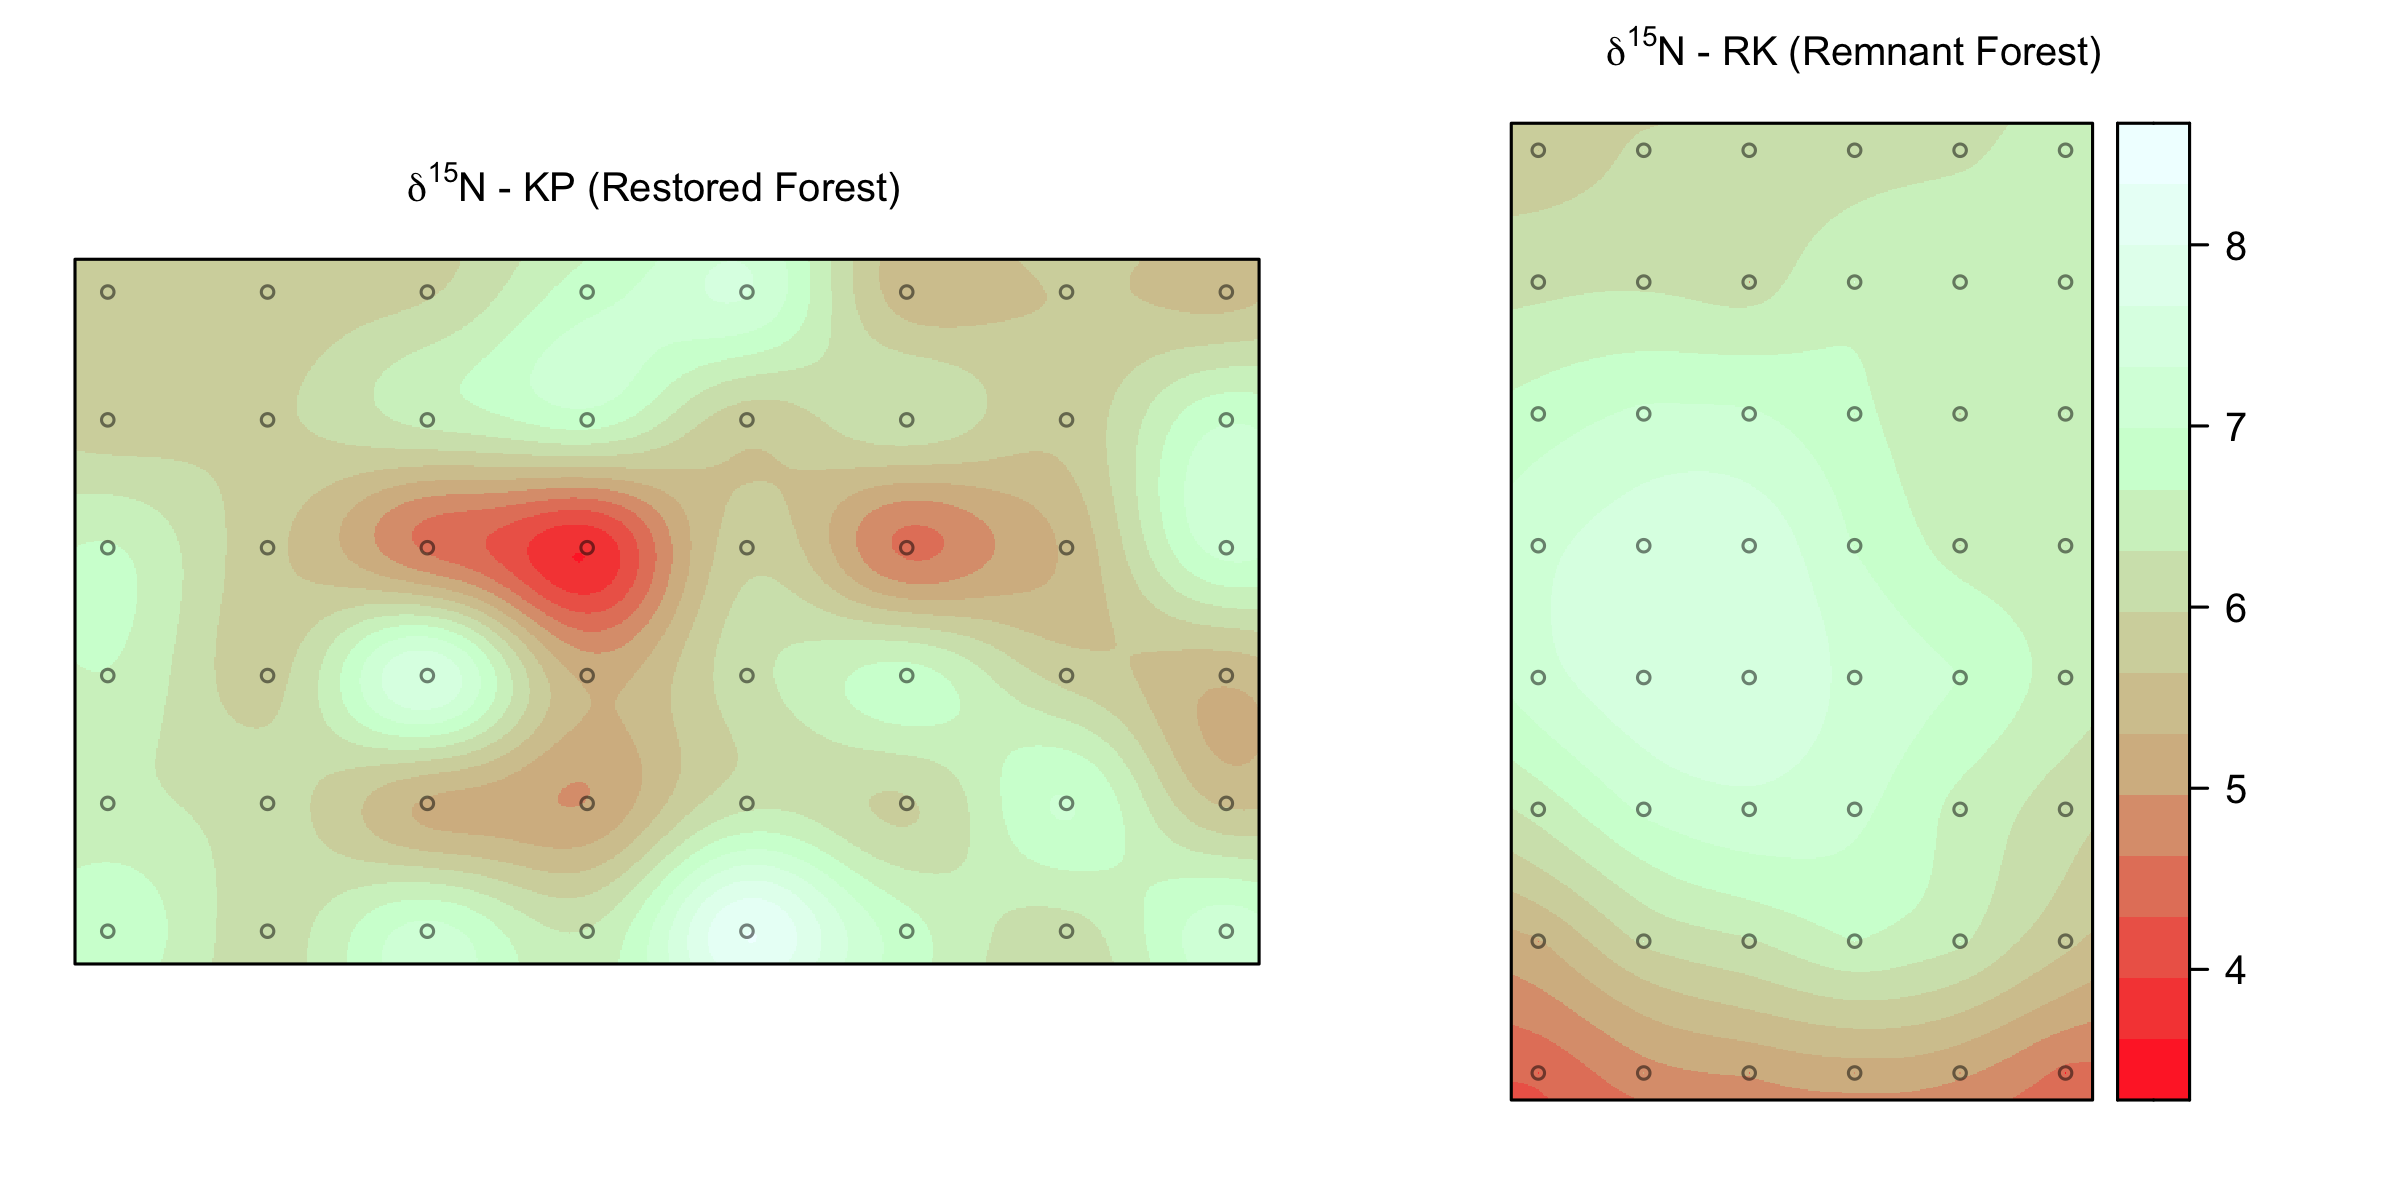 δ¹⁵N - RK (Remnant Forest)
δ¹⁵N - KP (Restored Forest)
8
7
6
5
4